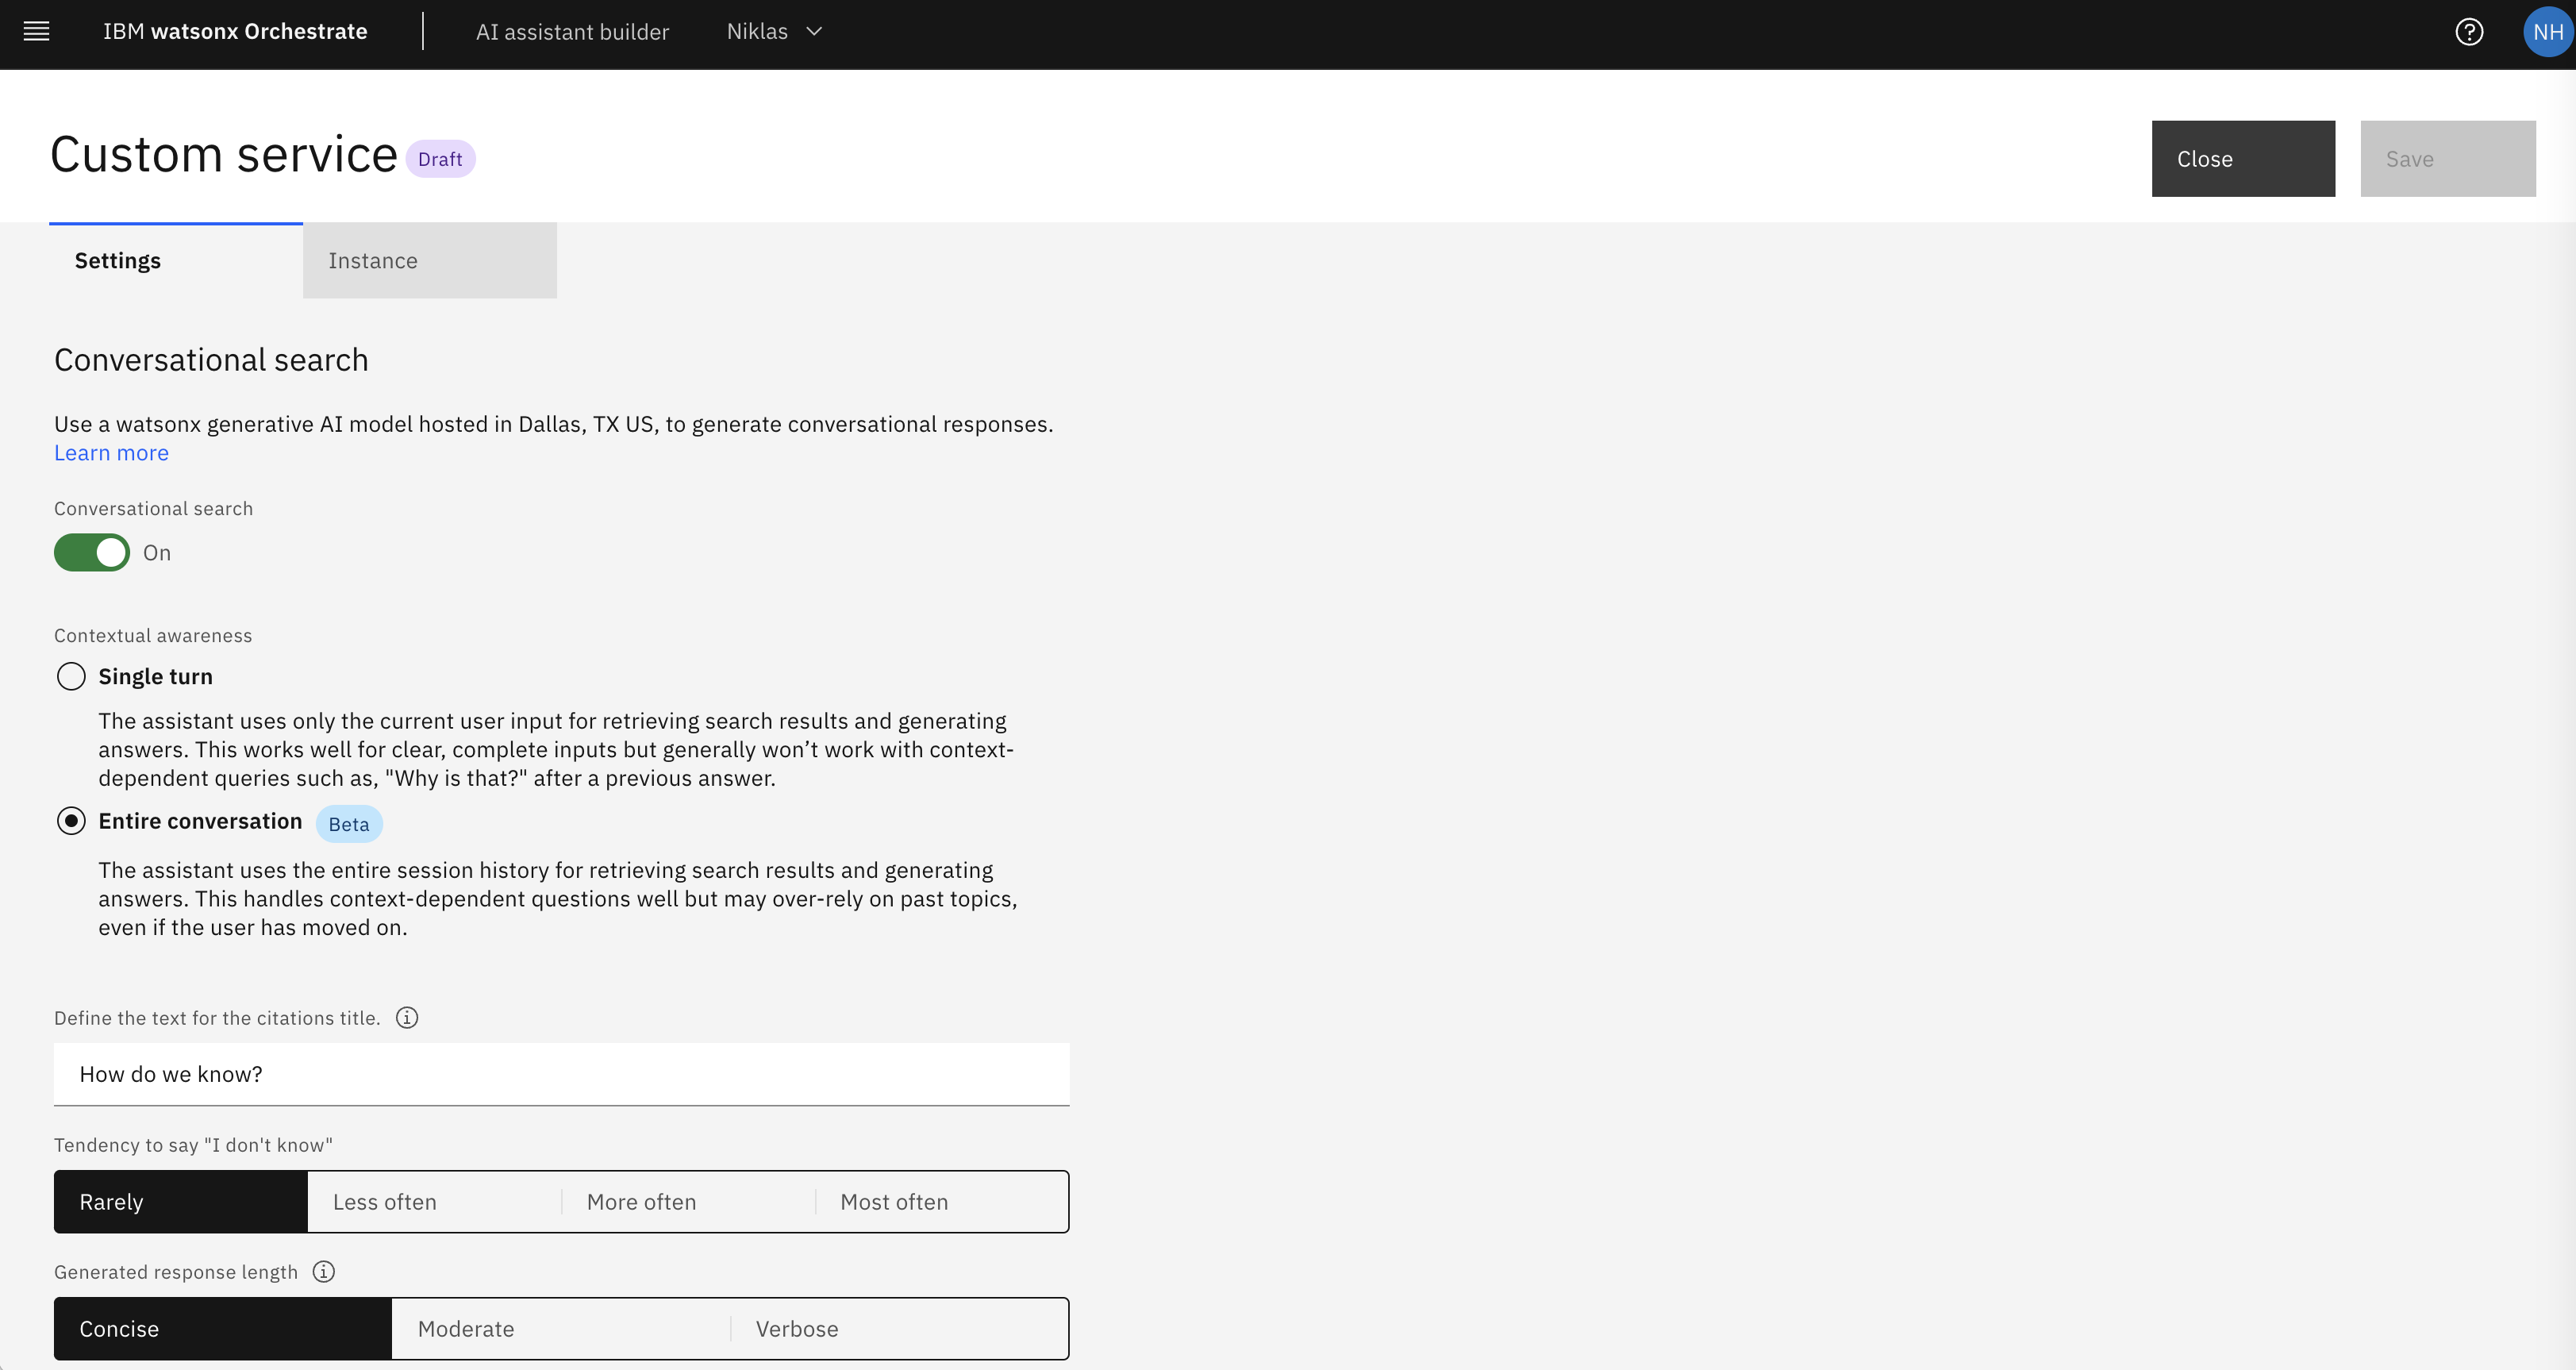 IBM watsonx Orchestrate
AI assistant builder
Niklas
NH
Custom service
Draft
Close
Save
Settings
Instance
Conversational search
Use a watsonx generative AI model hosted in Dallas, TX US, to generate conversational responses.
Learn more
Conversational search
On
Contextual awareness
Single turn
The assistant uses only the current user input for retrieving search results and generating
answers. This works well for clear, complete inputs but generally won’t work with context-
dependent queries such as, "Why is that?" after a previous answer.
Entire conversation
Beta
The assistant uses the entire session history for retrieving search results and generating
answers. This handles context-dependent questions well but may over-rely on past topics,
even if the user has moved on.
Define the text for the citations title.
How do we know?
Tendency to say "I don't know"
Rarely
Less often
More often
Most often
Generated response length
Concise
Moderate
Verbose